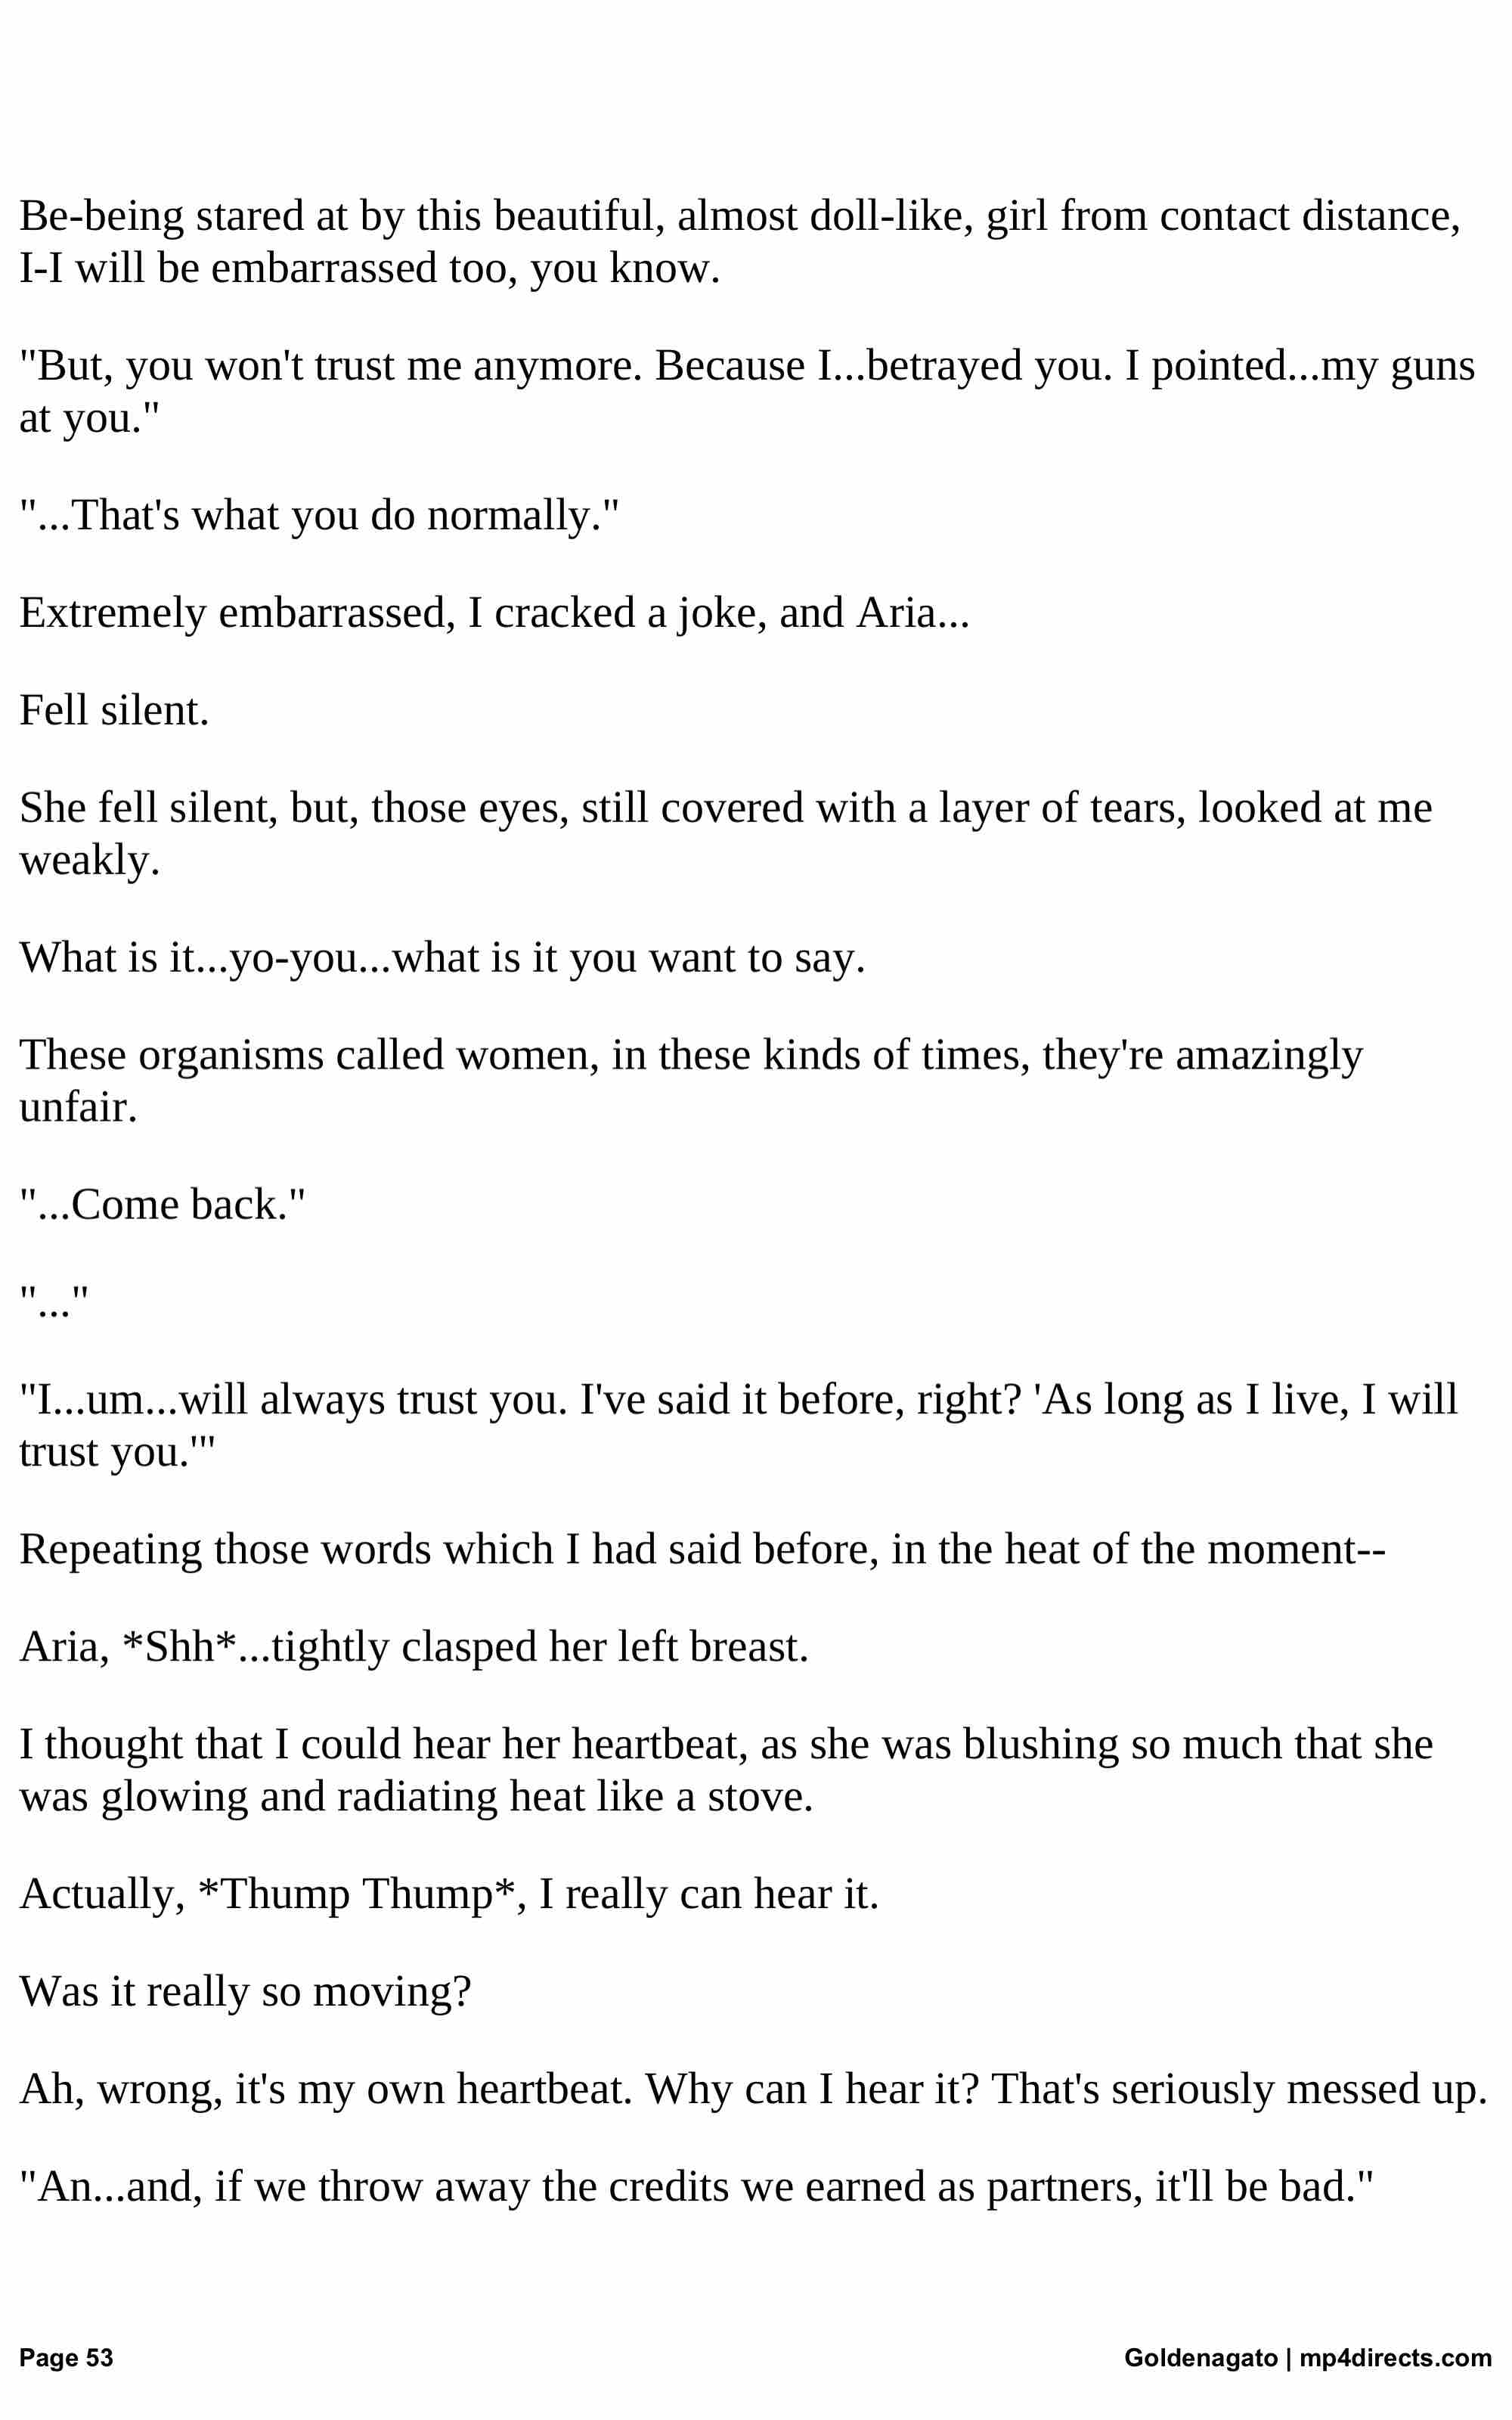 Be-being stared at by this beautiful, almost doll-like, girl from contact distance,
I-I will be embarrassed too, you know.
"But, you won't trust me anymore. Because I...betrayed you. I pointed...my guns
at you."
"...That's what you do normally."
Extremely embarrassed, I cracked a joke, and Aria...
Fell silent.
She fell silent, but, those eyes, still covered with a layer of tears, looked at me
weakly.
What is it...yo-you...what is it you want to say.
These organisms called women, in these kinds of times, they're amazingly
unfair.
"...Come back."
"..."
"I...um...will always trust you. I've said it before, right? 'As long as I live, I will
trust you.'"
Repeating those words which I had said before, in the heat of the moment--
Aria, *Shh*...tightly clasped her left breast.
I thought that I could hear her heartbeat, as she was blushing so much that she
was glowing and radiating heat like a stove.
Actually, *Thump Thump*, I really can hear it.
Was it really so moving?
Ah, wrong, it's my own heartbeat. Why can I hear it? That's seriously messed up.
"An...and, if we throw away the credits we earned as partners, it'll be bad."
Page 53
Goldenagato | mp4directs.com